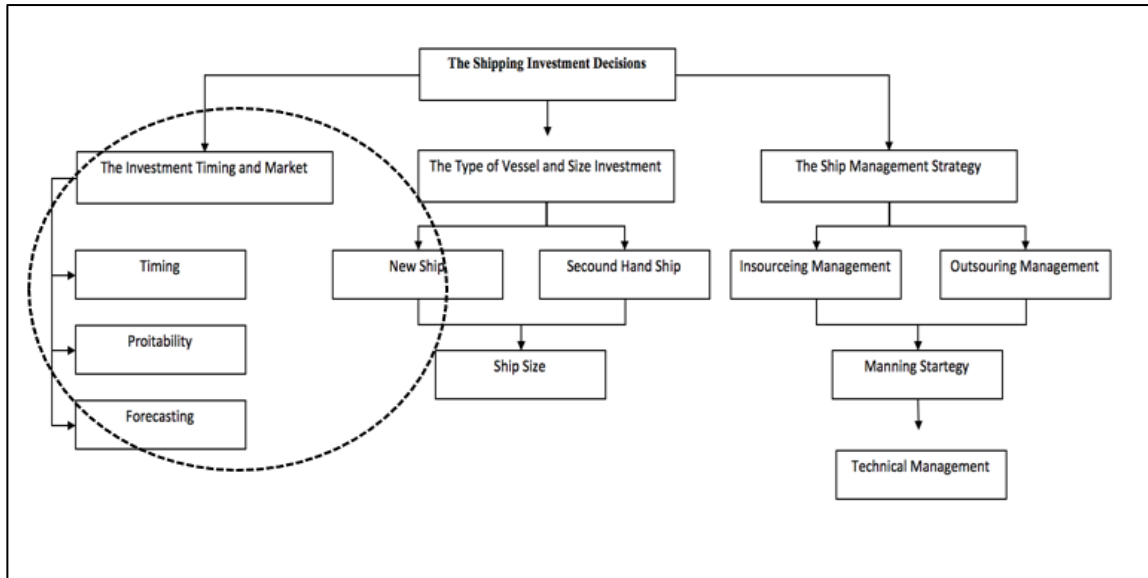 The Shipping Investment Decisions
The Investment Timing and Market
The Type of Vessel and Size Investment
The Ship Management Strategy
Timing
New Ship
Secound Hand Ship
Insourceing Management
Outsouring Management
Proitability
Ship Size
Manning Startegy
Forecasting
Technical Management